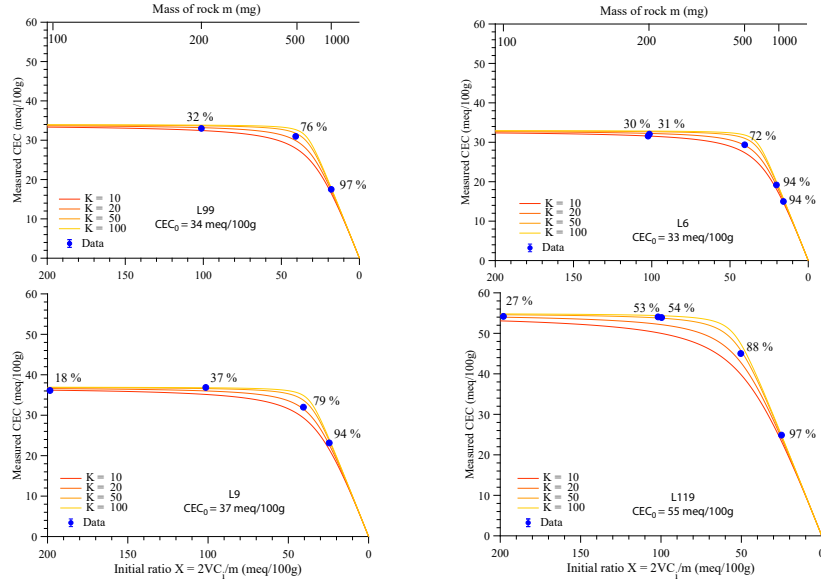 Mass of rock m (mg)
100 200 500 1000
60
50
40
30
20
10
0
Measured CEC (meq/100g)
32 %
76 %
97 %
K = 10
K = 20
K = 50
K = 100
Data
L99
CEC₀ = 34 meq/100g
200 150 100 50 0
Mass of rock m (mg)
100 200 500 1000
60
50
40
30
20
10
0
Measured CEC (meq/100g)
30 % 31 %
72 %
94 %
94 %
K = 10
K = 20
K = 50
K = 100
Data
L6
CEC₀ = 33 meq/100g
200 150 100 50 0
60
50
40
30
20
10
0
Measured CEC (meq/100g)
18 %
37 %
79 %
94 %
K = 10
K = 20
K = 50
K = 100
Data
L9
CEC₀ = 37 meq/100g
200 150 100 50 0
Initial ratio X = 2VCᵢ/m (meq/100g)
60
50
40
30
20
10
0
Measured CEC (meq/100g)
27 %
53 % 54 %
88 %
97 %
K = 10
K = 20
K = 50
K = 100
Data
L119
CEC₀ = 55 meq/100g
200 150 100 50 0
Initial ratio X = 2VCᵢ/m (meq/100g)